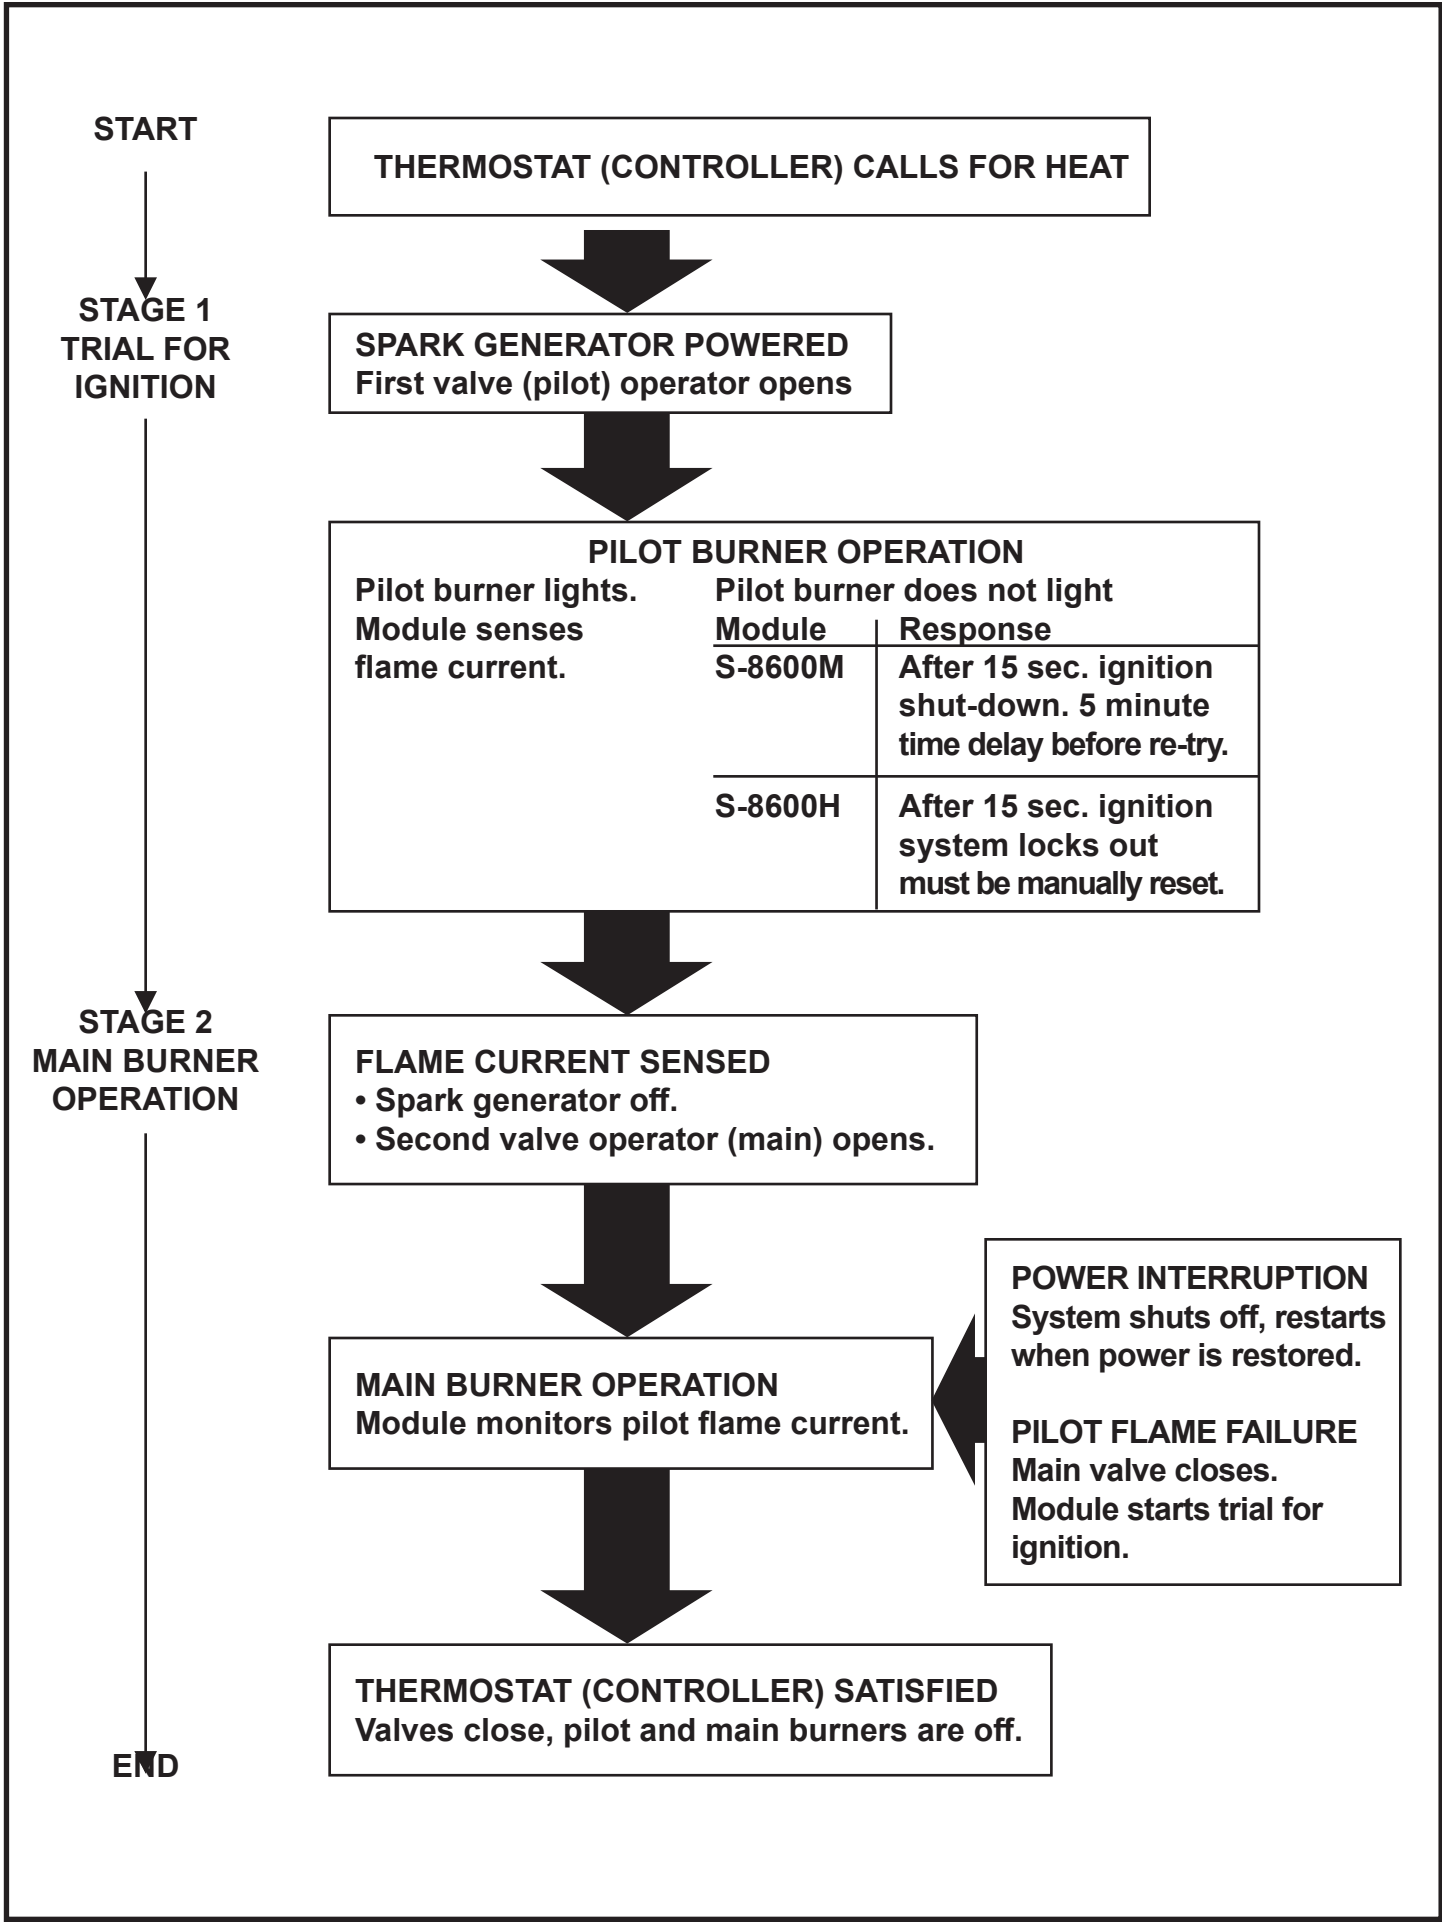 START
THERMOSTAT (CONTROLLER) CALLS FOR HEAT
STAGE 1
TRIAL FOR
IGNITION
SPARK GENERATOR POWERED
First valve (pilot) operator opens
PILOT BURNER OPERATION
Pilot burner lights.
Module senses
flame current.
Pilot burner does not light
Module Response
S-8600M After 15 sec. ignition
shut-down. 5 minute
time delay before re-try.
S-8600H After 15 sec. ignition
system locks out
must be manually reset.
STAGE 2
MAIN BURNER
OPERATION
FLAME CURRENT SENSED
• Spark generator off.
• Second valve operator (main) opens.
MAIN BURNER OPERATION
Module monitors pilot flame current.
POWER INTERRUPTION
System shuts off, restarts
when power is restored.
PILOT FLAME FAILURE
Main valve closes.
Module starts trial for
ignition.
THERMOSTAT (CONTROLLER) SATISFIED
Valves close, pilot and main burners are off.
END